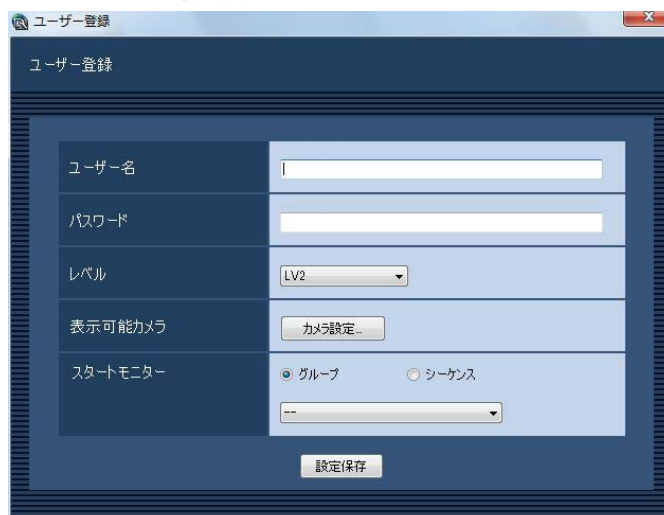 ユーザー登録
ユーザー登録
ユーザー名
パスワード
レベル
LV2
表示可能カメラ
カメラ設定...
スタートモニター
グループ シーケンス
--
設定保存